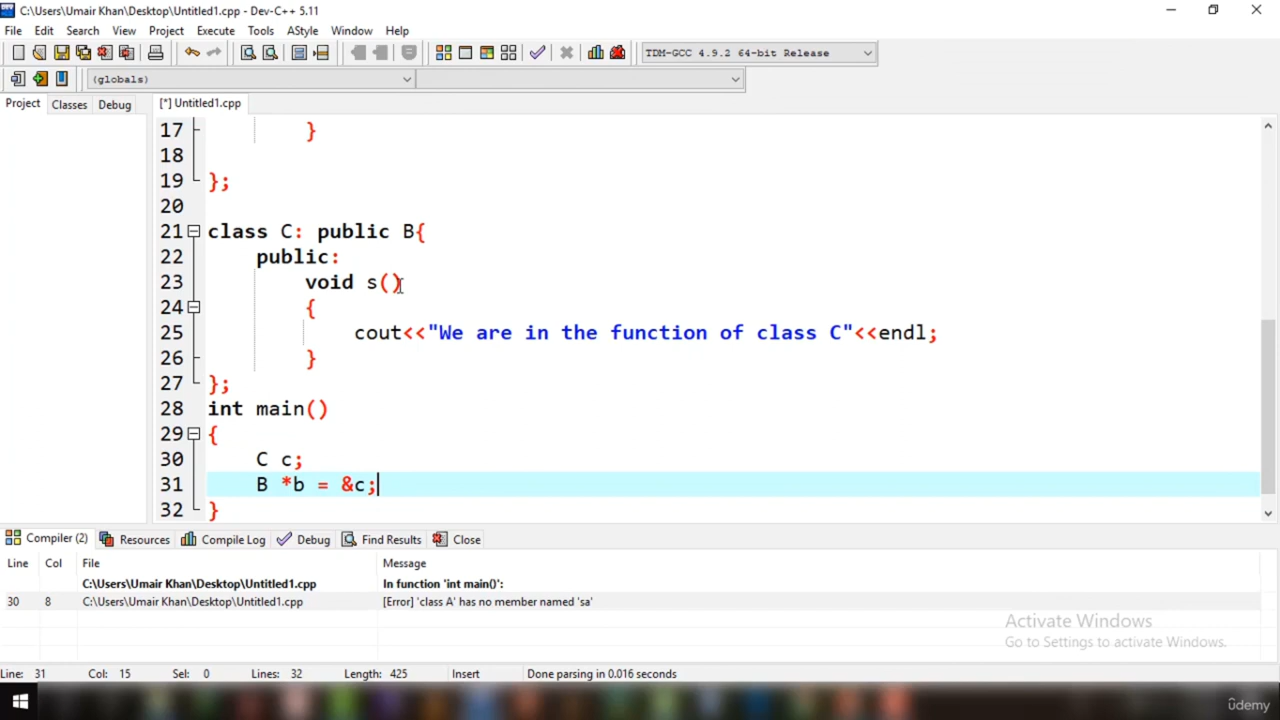 C:\Users\Umair Khan\Desktop\Untitled1.cpp - Dev-C++ 5.11
File Edit Search View Project Execute Tools AStyle Window Help
TDM-GCC 4.9.2 64-bit Release
(globals)
Project Classes Debug [*] Untitled1.cpp
17 }
18
19 };
20
21 class C: public B{
22 public:
23 void s()
24 {
25 cout<<"We are in the function of class C"<<endl;
26 }
27 };
28 int main()
29 {
30 C c;
31 B *b = &c;
32 }
Compiler (2) Resources Compile Log Debug Find Results Close
Line Col File Message
C:\Users\Umair Khan\Desktop\Untitled1.cpp In function 'int main()':
30 8 C:\Users\Umair Khan\Desktop\Untitled1.cpp [Error] 'class A' has no member named 'sa'
Activate Windows
Go to Settings to activate Windows.
Line: 31 Col: 15 Sel: 0 Lines: 32 Length: 425 Insert Done parsing in 0.016 seconds
ûdemy